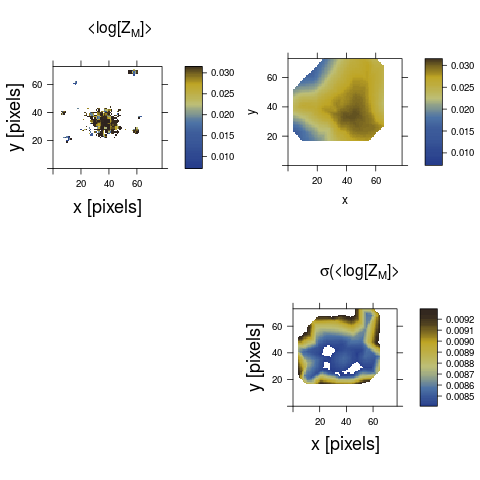 <log[Z_M]>
60
40
20
20 40 60
y [pixels]
x [pixels]
0.030
0.025
0.020
0.015
0.010
60
40
20
20 40 60
y
x
0.030
0.025
0.020
0.015
0.010
σ(<log[Z_M]>
60
40
20
20 40 60
y [pixels]
x [pixels]
0.0092
0.0091
0.0090
0.0089
0.0088
0.0087
0.0086
0.0085